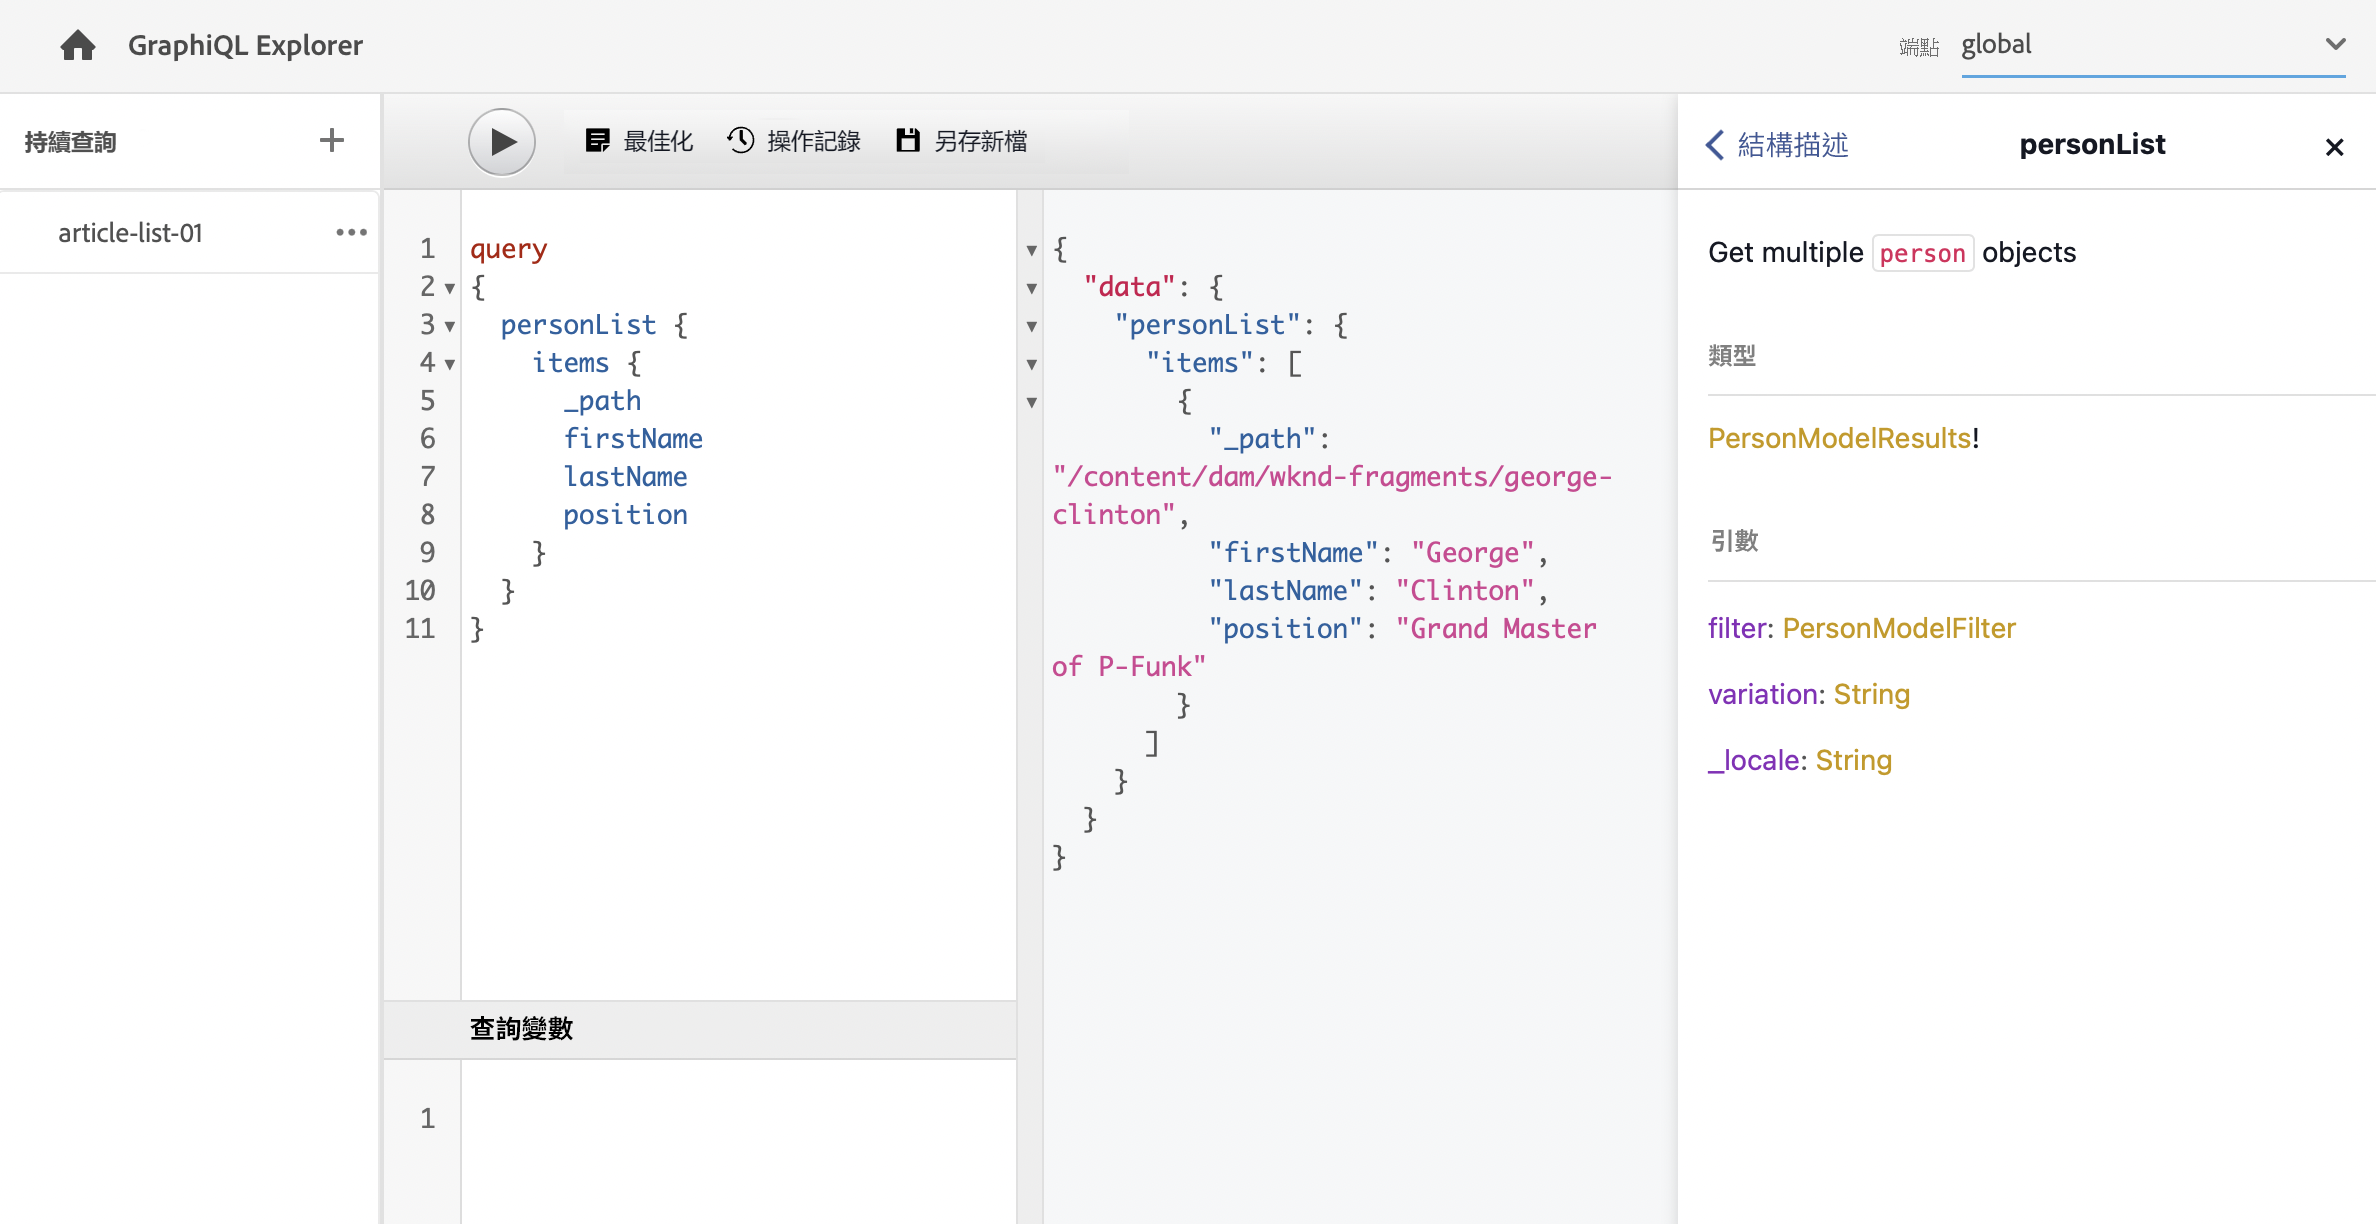 GraphiQL Explorer
端點 global
持續查詢
article-list-01
最佳化 操作記錄 另存新檔
1 query
2 {
3 personList {
4 items {
5 _path
6 firstName
7 lastName
8 position
9 }
10 }
11 }
查詢變數
1
{
"data": {
"personList": {
"items": [
{
"_path":
"/content/dam/wknd-fragments/george-
clinton",
"firstName": "George",
"lastName": "Clinton",
"position": "Grand Master
of P-Funk"
}
]
}
}
}
結構描述 personList
Get multiple person objects
類型
PersonModelResults!
引數
filter: PersonModelFilter
variation: String
_locale: String